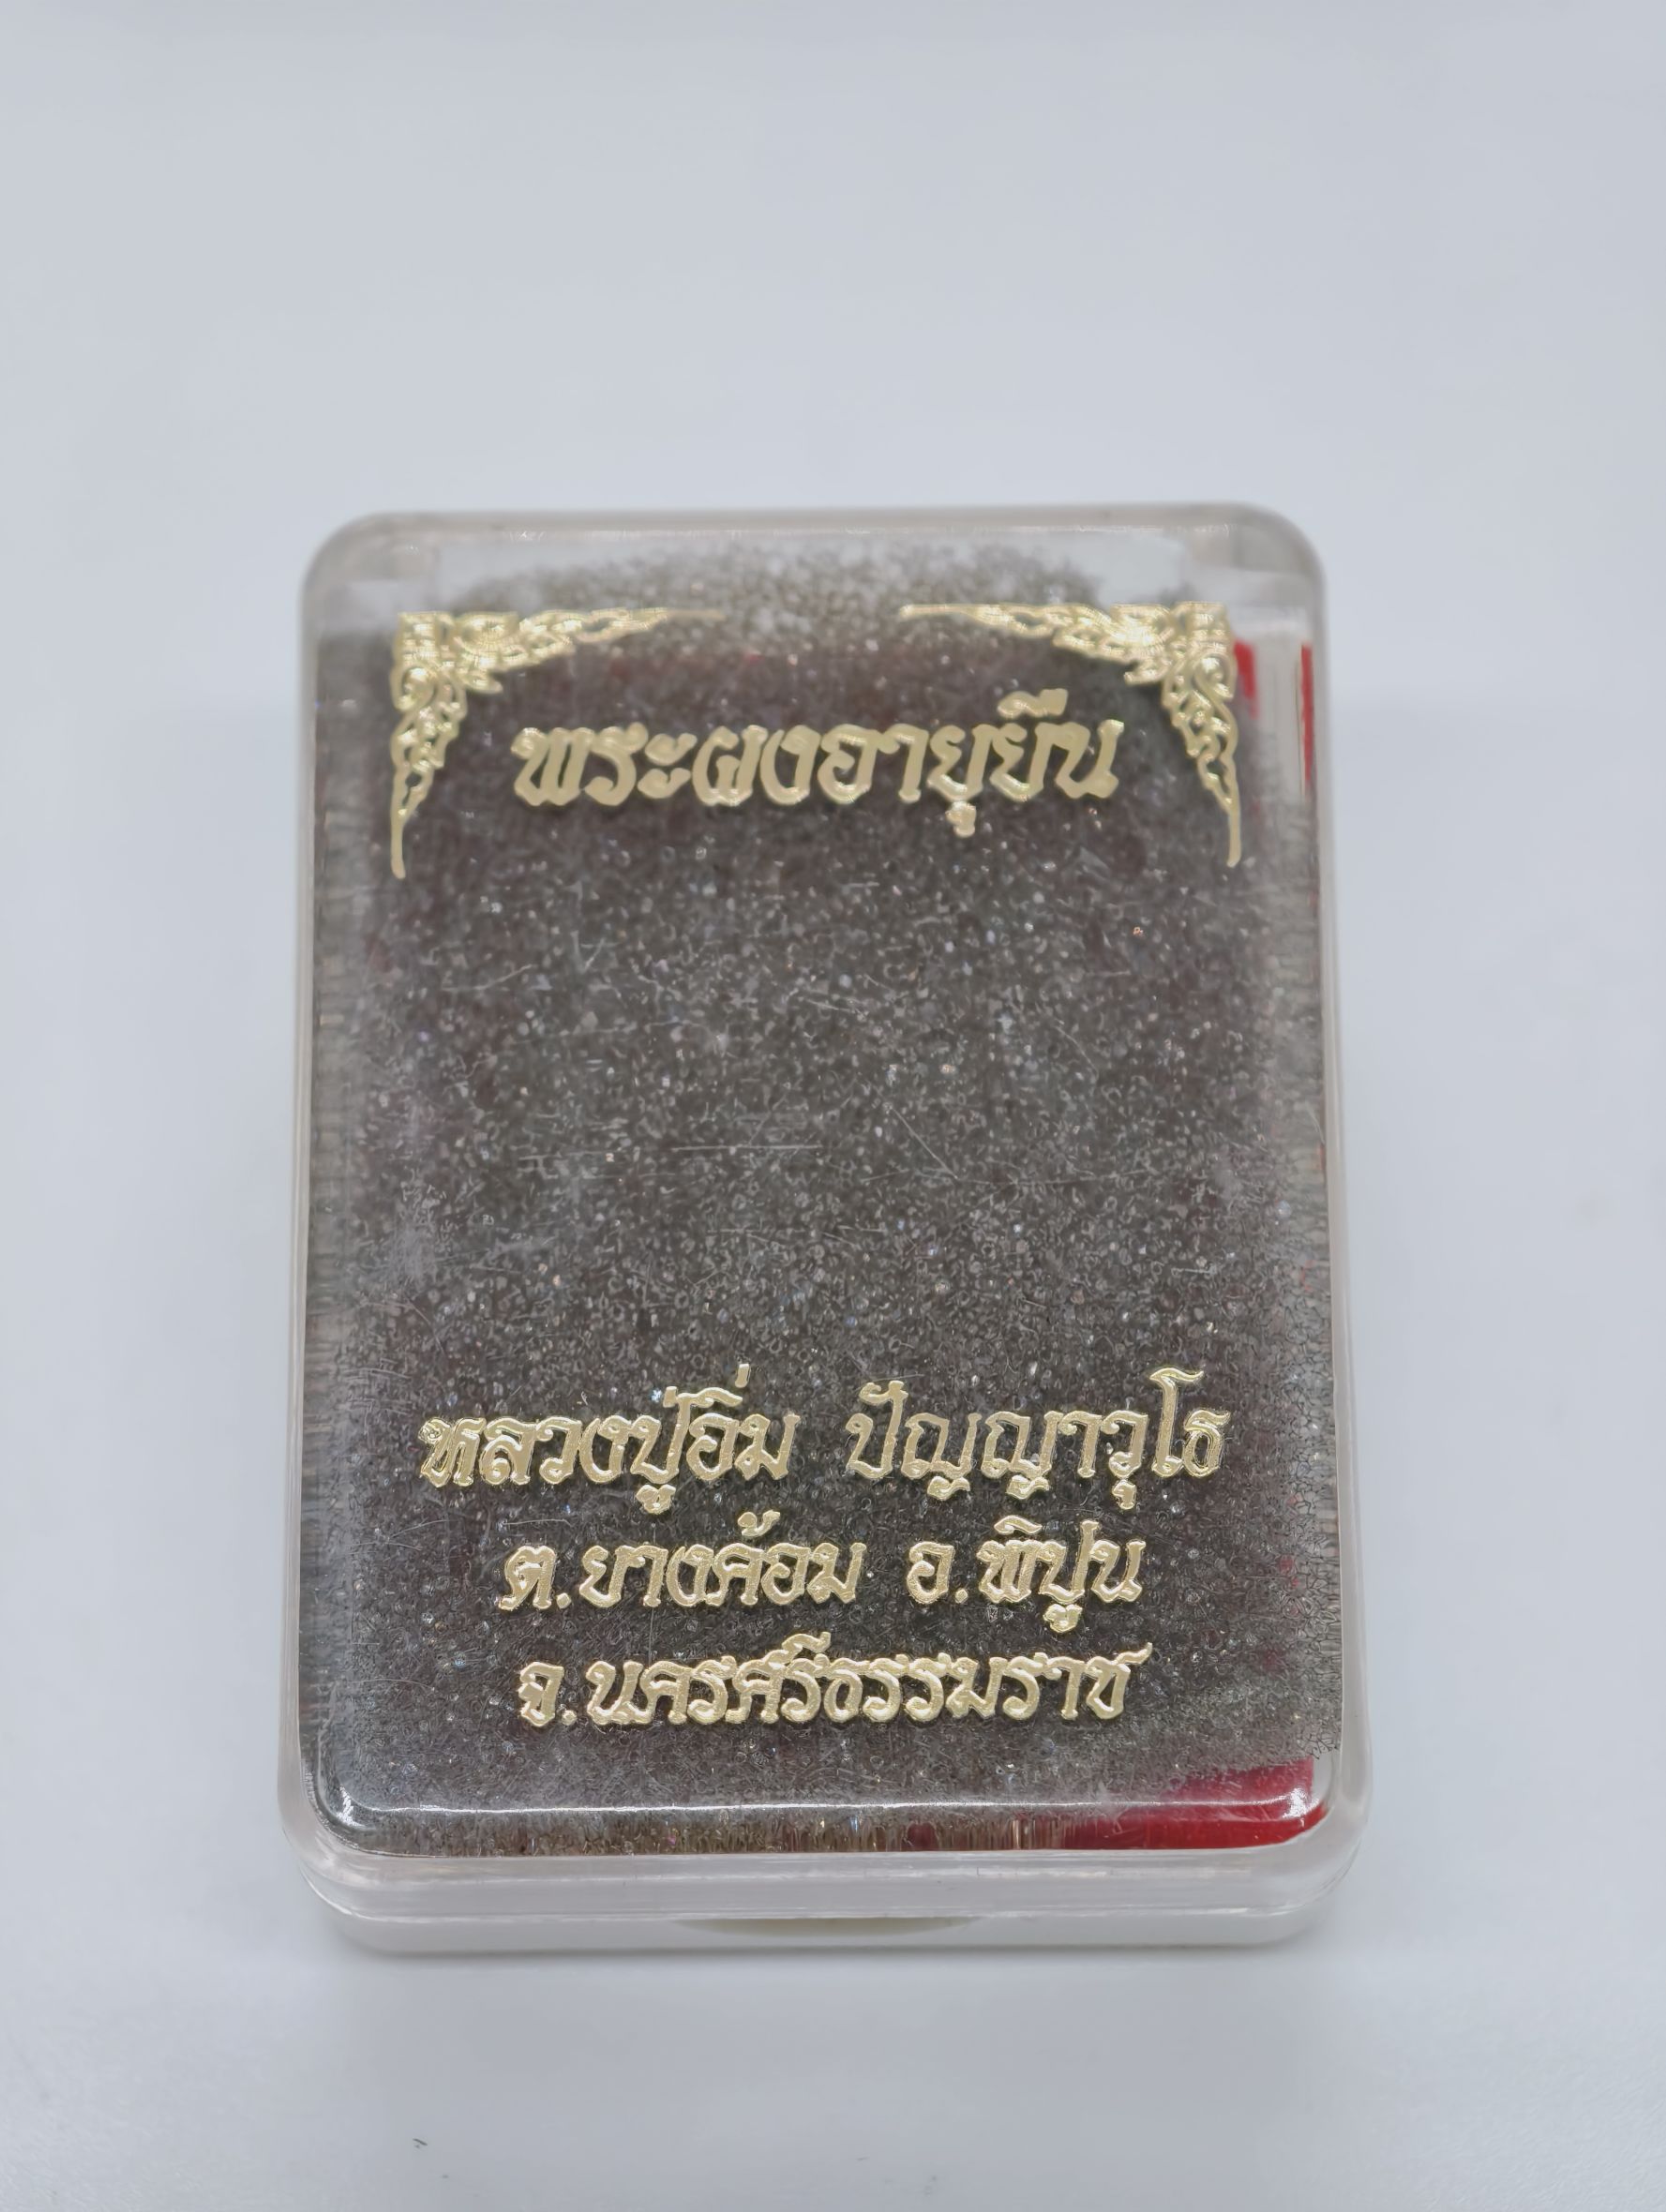 พระผงอายุยืน
หลวงปู่อิ่ม ปัญญาวุโธ
ต.ยางค้อม อ.พิปูน
จ.นครศรีธรรมราช